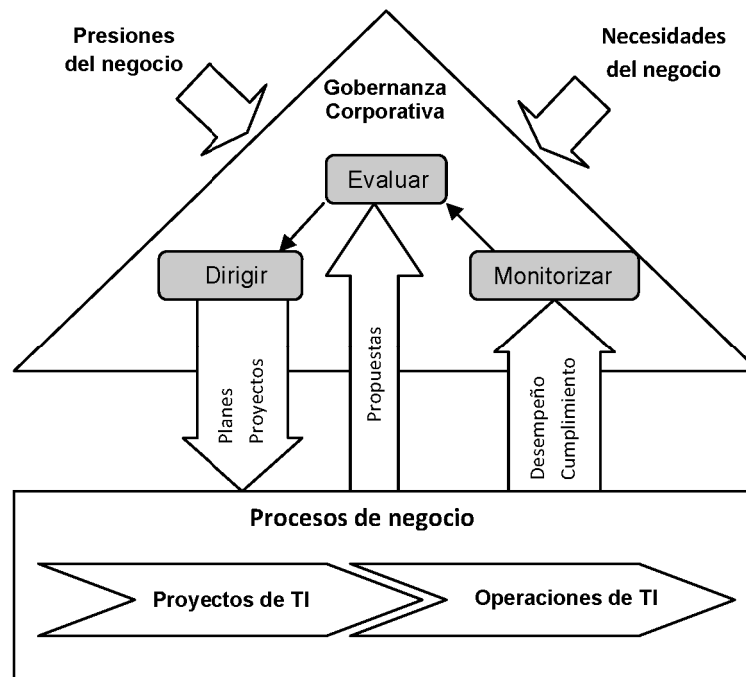 Presiones
del negocio
Necesidades
del negocio
Gobernanza
Corporativa
Evaluar
Dirigir
Monitorizar
Planes
Proyectos
Propuestas
Desempeño
Cumplimiento
Procesos de negocio
Proyectos de TI
Operaciones de TI